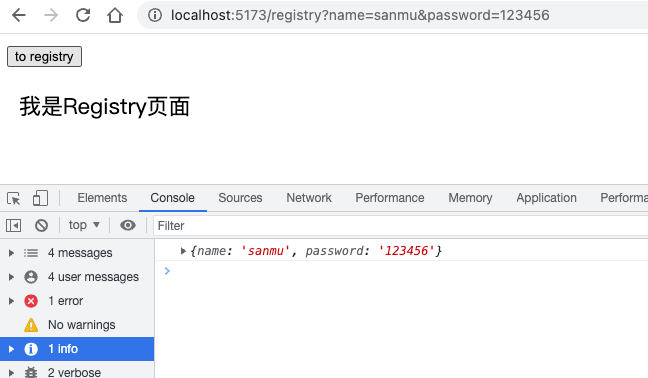 localhost:5173/registry?name=sanmu&password=123456
to registry
我是Registry页面
Elements Console Sources Network Performance Memory Application Performa
top Filter
4 messages
{name: 'sanmu', password: '123456'}
4 user messages
1 error
No warnings
1 info
2 verbose